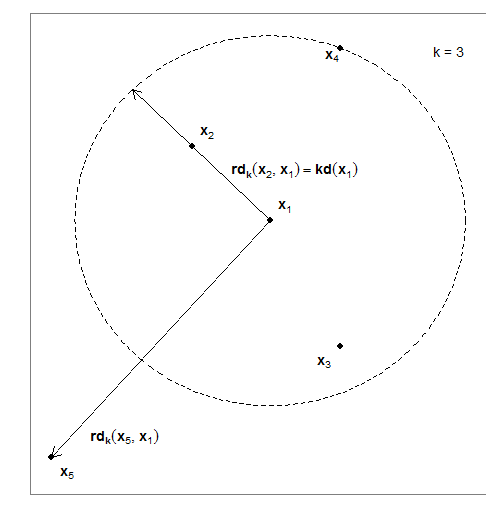 x₄
k = 3
x₂
rdₖ(x₂, x₁) = kd(x₁)
x₁
x₃
rdₖ(x₅, x₁)
x₅